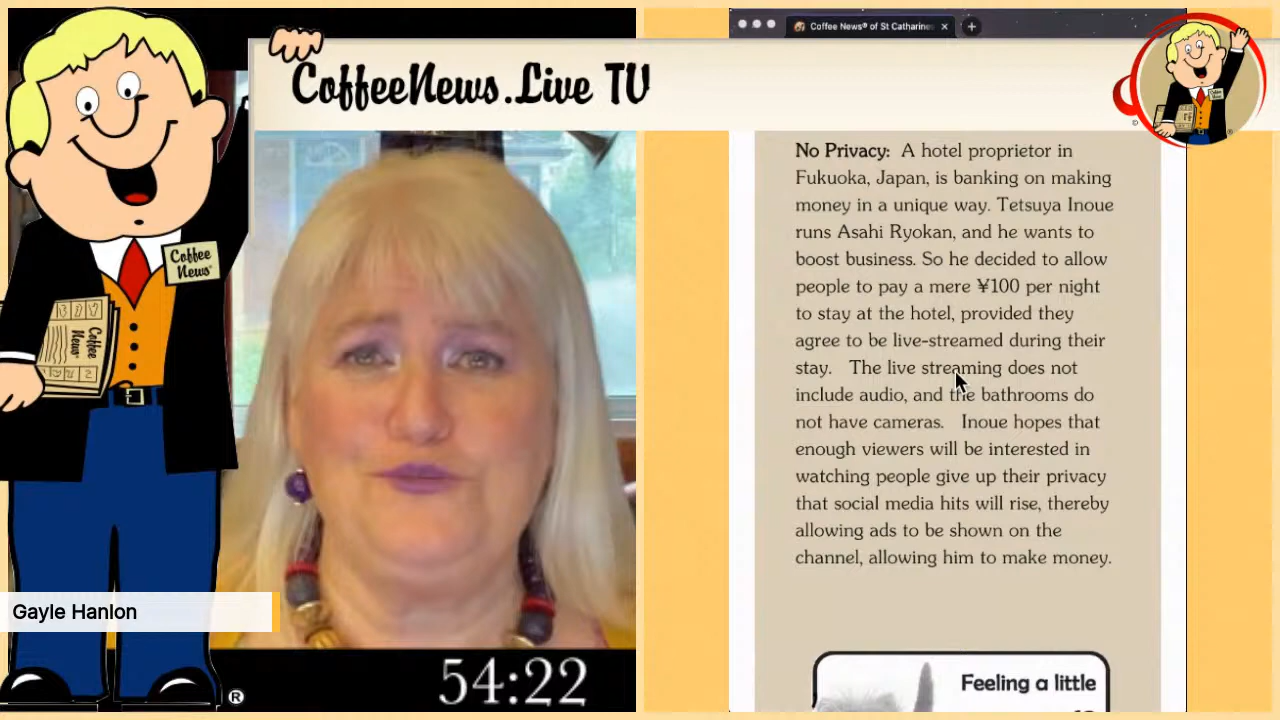 Coffee News® of St Catharine
CoffeeNews.Live TV
Coffee
News®
Coffee
News®
No Privacy: A hotel proprietor in
Fukuoka, Japan, is banking on making
money in a unique way. Tetsuya Inoue
runs Asahi Ryokan, and he wants to
boost business. So he decided to allow
people to pay a mere ¥100 per night
to stay at the hotel, provided they
agree to be live-streamed during their
stay. The live streaming does not
include audio, and the bathrooms do
not have cameras. Inoue hopes that
enough viewers will be interested in
watching people give up their privacy
that social media hits will rise, thereby
allowing ads to be shown on the
channel, allowing him to make money.
Feeling a little
Gayle Hanlon
54:22
®